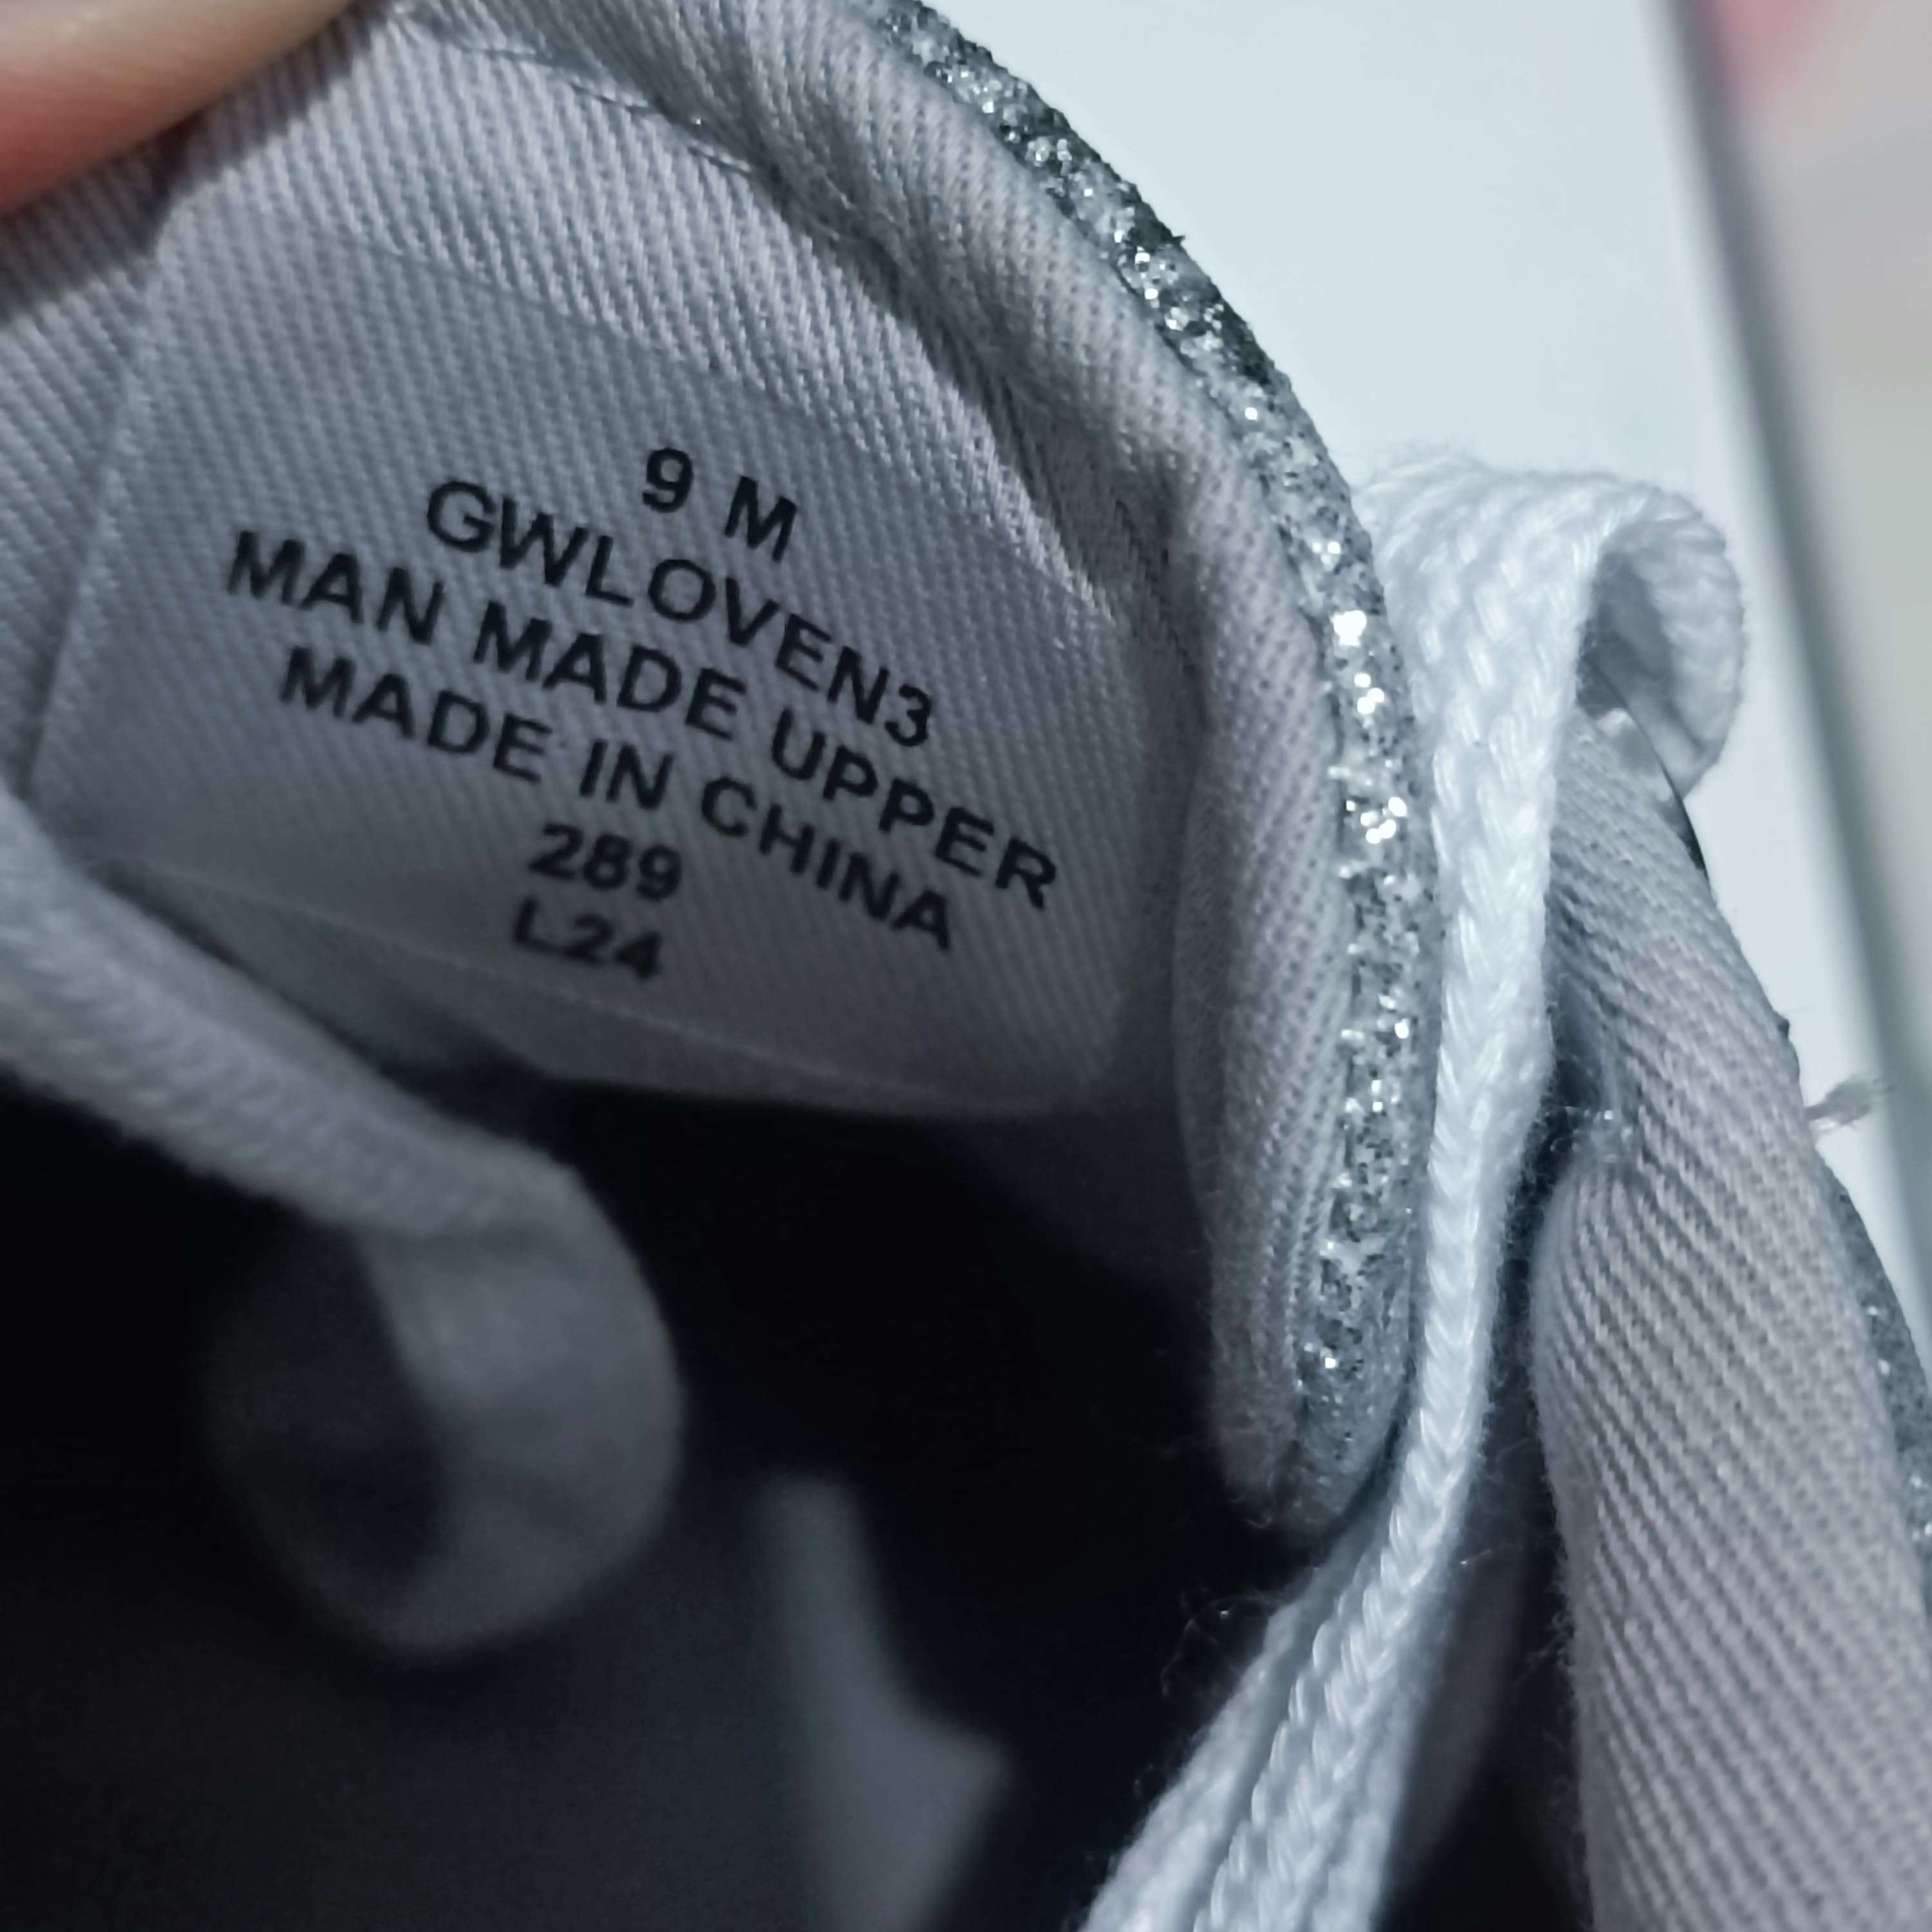 9 M
GWLOVEN3
MAN MADE UPPER
MADE IN CHINA
289
L24